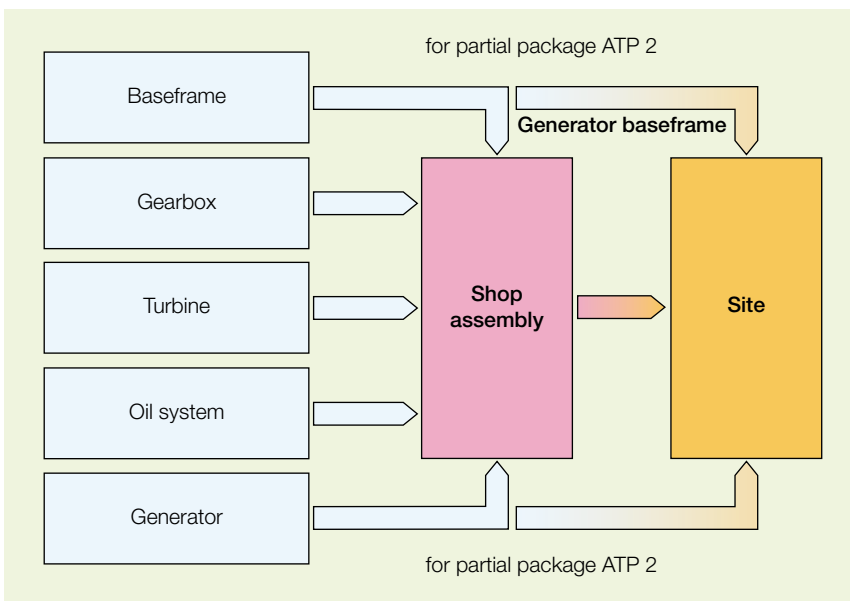 for partial package ATP 2
Baseframe
Generator baseframe
Gearbox
Turbine
Shop
assembly
Site
Oil system
Generator
for partial package ATP 2